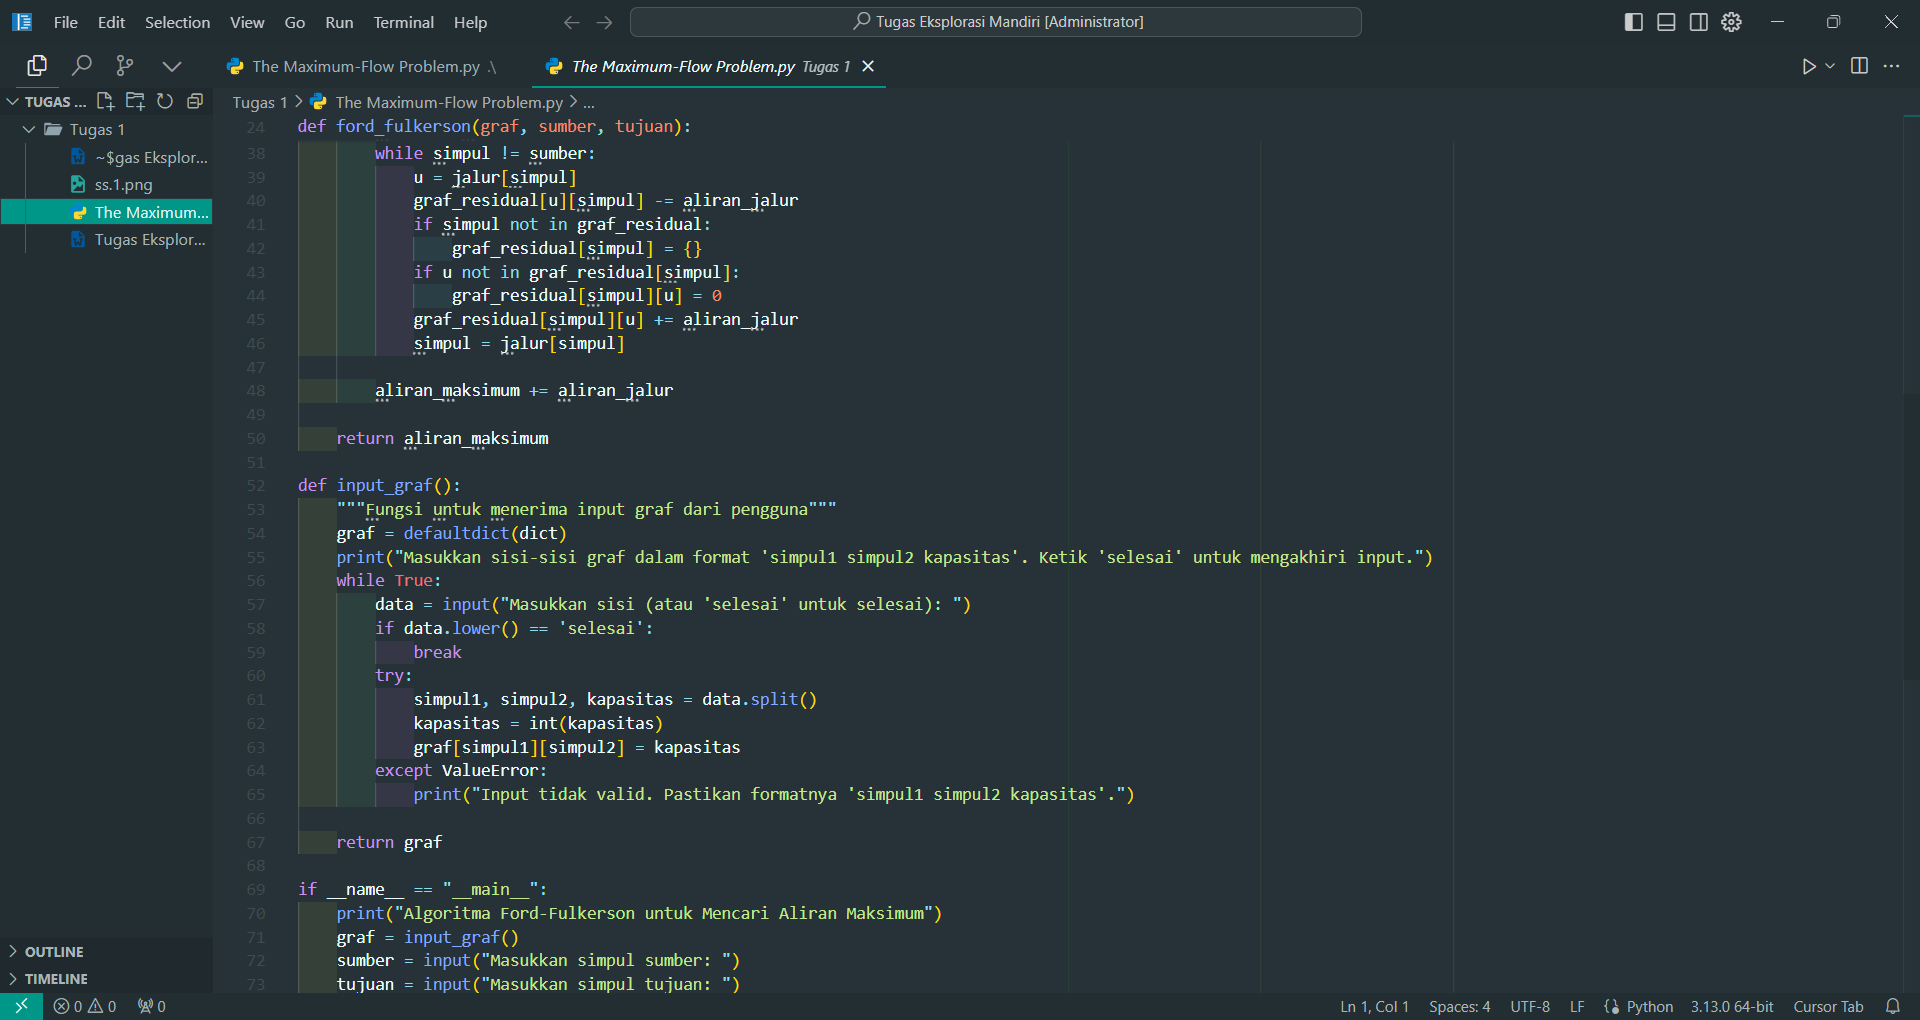 File Edit Selection View Go Run Terminal Help
Tugas Eksplorasi Mandiri [Administrator]
The Maximum-Flow Problem.py .\
The Maximum-Flow Problem.py Tugas 1
TUGAS ...
Tugas 1
~$gas Eksplor...
ss.1.png
The Maximum...
Tugas Eksplor...
OUTLINE
TIMELINE
Tugas 1 > The Maximum-Flow Problem.py > ...
24 def ford_fulkerson(graf, sumber, tujuan):
38 while simpul != sumber:
39 u = jalur[simpul]
40 graf_residual[u][simpul] -= aliran_jalur
41 if simpul not in graf_residual:
42 graf_residual[simpul] = {}
43 if u not in graf_residual[simpul]:
44 graf_residual[simpul][u] = 0
45 graf_residual[simpul][u] += aliran_jalur
46 simpul = jalur[simpul]
47
48 aliran_maksimum += aliran_jalur
49
50 return aliran_maksimum
51
52 def input_graf():
53 """Fungsi untuk menerima input graf dari pengguna"""
54 graf = defaultdict(dict)
55 print("Masukkan sisi-sisi graf dalam format 'simpul1 simpul2 kapasitas'. Ketik 'selesai' untuk mengakhiri input.")
56 while True:
57 data = input("Masukkan sisi (atau 'selesai' untuk selesai): ")
58 if data.lower() == 'selesai':
59 break
60 try:
61 simpul1, simpul2, kapasitas = data.split()
62 kapasitas = int(kapasitas)
63 graf[simpul1][simpul2] = kapasitas
64 except ValueError:
65 print("Input tidak valid. Pastikan formatnya 'simpul1 simpul2 kapasitas'.")
66
67 return graf
68
69 if __name__ == "__main__":
70 print("Algoritma Ford-Fulkerson untuk Mencari Aliran Maksimum")
71 graf = input_graf()
72 sumber = input("Masukkan simpul sumber: ")
73 tujuan = input("Masukkan simpul tujuan: ")
0 0 0 Ln 1, Col 1 Spaces: 4 UTF-8 LF Python 3.13.0 64-bit Cursor Tab